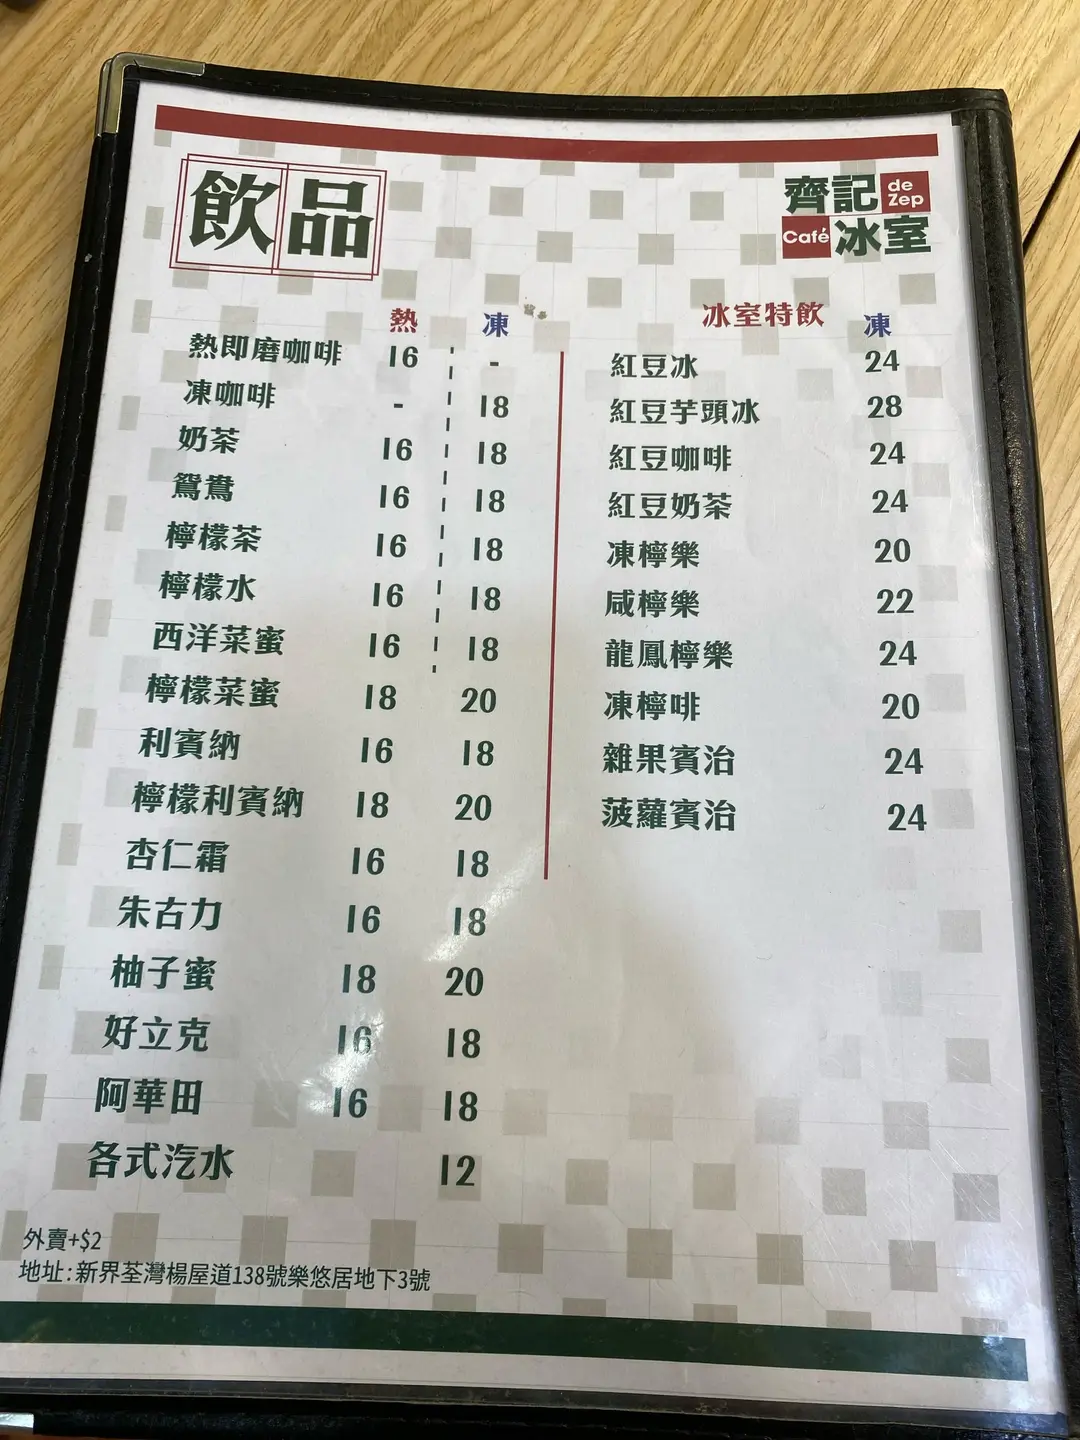 飲品
齊記 de Zep
Café 冰室
熱 凍
熱即磨咖啡 16 -
凍咖啡 - 18
奶茶 16 18
鴛鴦 16 18
檸檬茶 16 18
檸檬水 16 18
西洋菜蜜 16 18
檸檬菜蜜 18 20
利賓納 16 18
檸檬利賓納 18 20
杏仁霜 16 18
朱古力 16 18
柚子蜜 18 20
好立克 16 18
阿華田 16 18
各式汽水 12
冰室特飲 凍
紅豆冰 24
紅豆芋頭冰 28
紅豆咖啡 24
紅豆奶茶 24
凍檸樂 20
咸檸樂 22
龍鳳檸樂 24
凍檸啡 20
雜果賓治 24
菠蘿賓治 24
外賣+$2
地址:新界荃灣楊屋道138號樂悠居地下3號